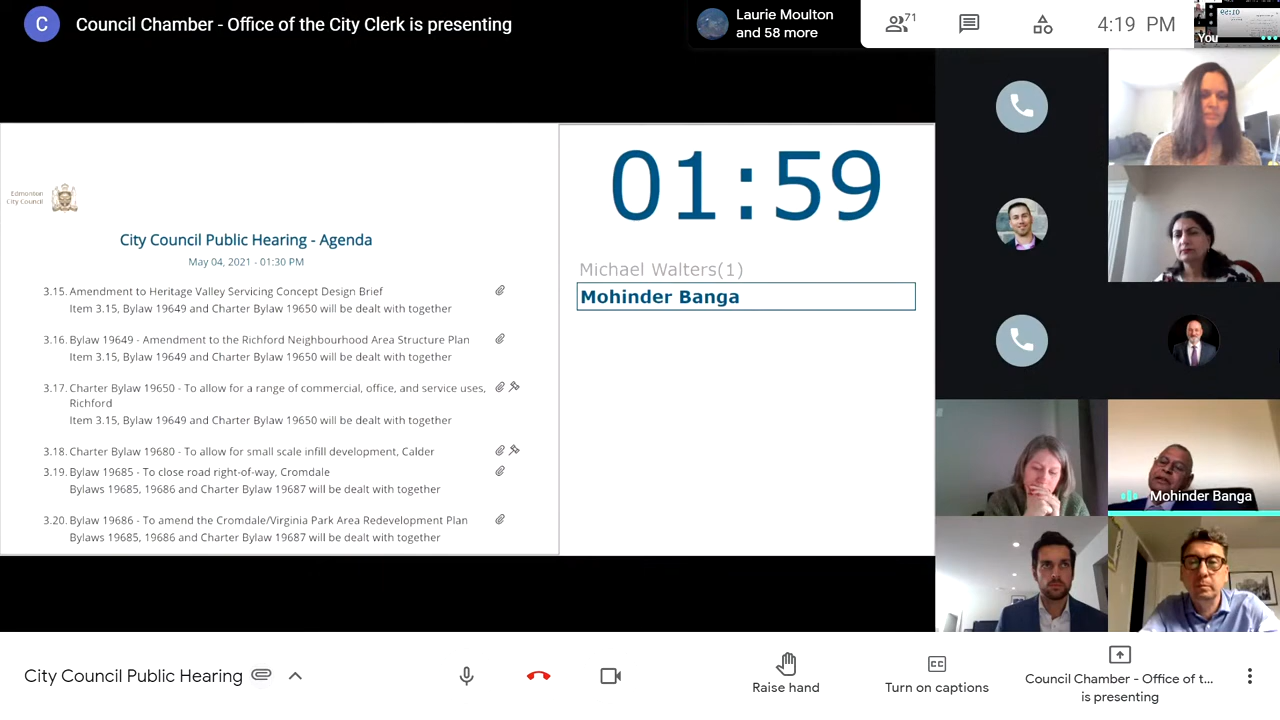 C
Council Chamber - Office of the City Clerk is presenting
Laurie Moulton
and 58 more
71
4:19 PM
You
Edmonton
City Council
City Council Public Hearing - Agenda
May 04, 2021 - 01:30 PM
3.15. Amendment to Heritage Valley Servicing Concept Design Brief
Item 3.15, Bylaw 19649 and Charter Bylaw 19650 will be dealt with together
3.16. Bylaw 19649 - Amendment to the Richford Neighbourhood Area Structure Plan
Item 3.15, Bylaw 19649 and Charter Bylaw 19650 will be dealt with together
3.17. Charter Bylaw 19650 - To allow for a range of commercial, office, and service uses,
Richford
Item 3.15, Bylaw 19649 and Charter Bylaw 19650 will be dealt with together
3.18. Charter Bylaw 19680 - To allow for small scale infill development, Calder
3.19. Bylaw 19685 - To close road right-of-way, Cromdale
Bylaws 19685, 19686 and Charter Bylaw 19687 will be dealt with together
3.20. Bylaw 19686 - To amend the Cromdale/Virginia Park Area Redevelopment Plan
Bylaws 19685, 19686 and Charter Bylaw 19687 will be dealt with together
01:59
Michael Walters(1)
Mohinder Banga
Mohinder Banga
City Council Public Hearing
Raise hand
CC
Turn on captions
Council Chamber - Office of t...
is presenting